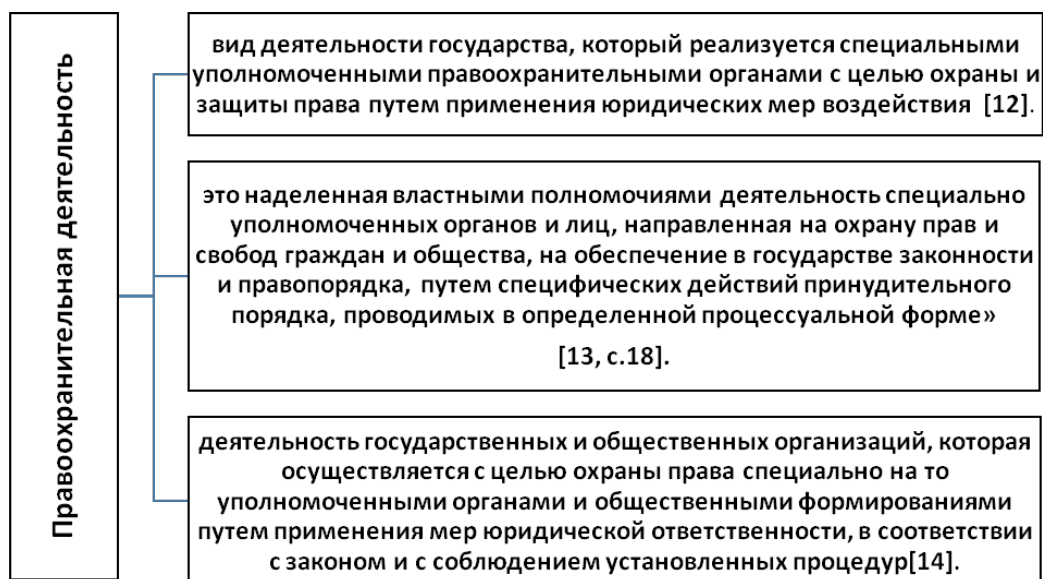 Правоохранительная деятельность
вид деятельности государства, который реализуется специальными
уполномоченными правоохранительными органами с целью охраны и
защиты права путем применения юридических мер воздействия [12].
это наделенная властными полномочиями деятельность специально
уполномоченных органов и лиц, направленная на охрану прав и
свобод граждан и общества, на обеспечение в государстве законности
и правопорядка, путем специфических действий принудительного
порядка, проводимых в определенной процессуальной форме»
[13, с.18].
деятельность государственных и общественных организаций, которая
осуществляется с целью охраны права специально на то
уполномоченными органами и общественными формированиями
путем применения мер юридической ответственности, в соответствии
с законом и с соблюдением установленных процедур[14].